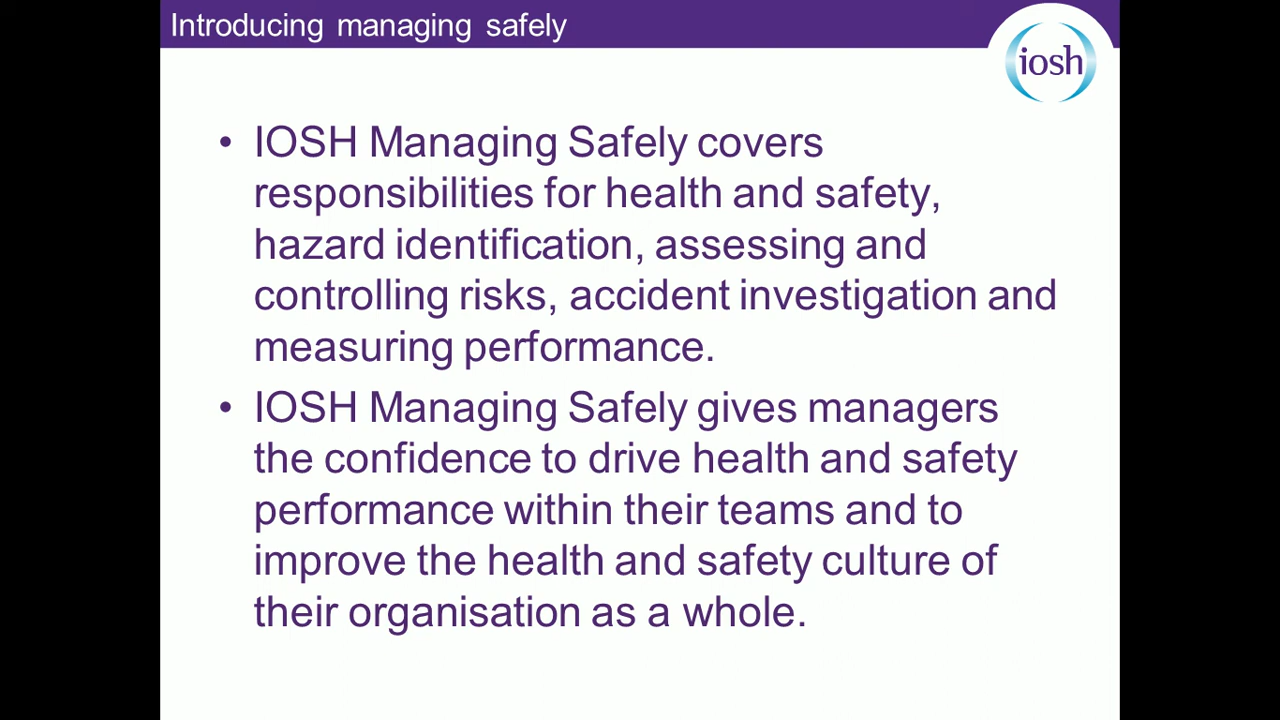 Introducing managing safely
iosh
• IOSH Managing Safely covers
responsibilities for health and safety,
hazard identification, assessing and
controlling risks, accident investigation and
measuring performance.
• IOSH Managing Safely gives managers
the confidence to drive health and safety
performance within their teams and to
improve the health and safety culture of
their organisation as a whole.